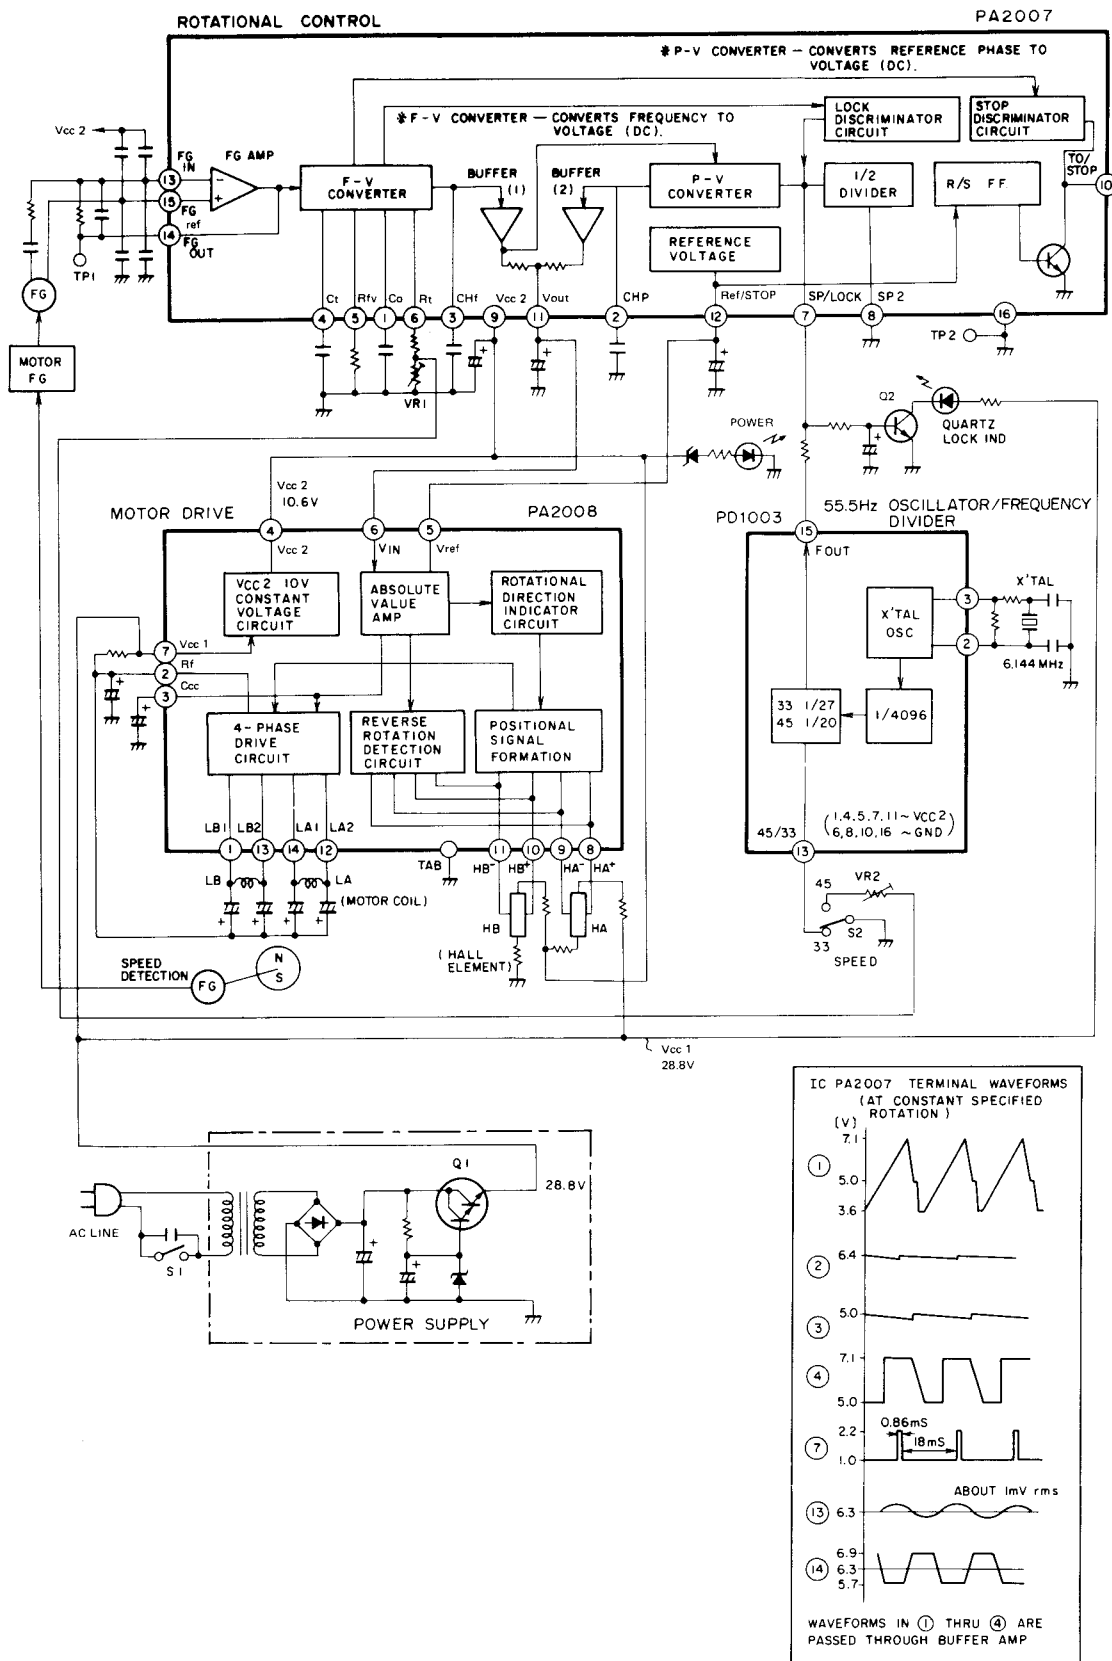 ROTATIONAL CONTROL
PA2007
※ P-V CONVERTER — CONVERTS REFERENCE PHASE TO
VOLTAGE (DC).
※ F-V CONVERTER — CONVERTS FREQUENCY TO
VOLTAGE (DC).
LOCK
DISCRIMINATOR
CIRCUIT
STOP
DISCRIMINATOR
CIRCUIT
Vcc 2
FG
IN
FG AMP
13
-
15
+
FG
ref
14
FG
OUT
TP1
F-V
CONVERTER
BUFFER
(1)
BUFFER
(2)
P-V
CONVERTER
1/2
DIVIDER
R/S F.F.
TO/
STOP
10
REFERENCE
VOLTAGE
FG
MOTOR
FG
Ct
Rfv
Co
Rt
CHf
Vcc 2
Vout
CHP
Ref/STOP
SP/LOCK
SP2
4
5
1
6
3
9
11
2
12
7
8
16
TP2
+
+
+
VR1
Q2
+
QUARTZ
LOCK IND
POWER
Vcc 2
10.6V
MOTOR DRIVE
PA2008
4
6
5
Vcc 2
VIN
Vref
VCC 2 10V
CONSTANT
VOLTAGE
CIRCUIT
ABSOLUTE
VALUE
AMP
ROTATIONAL
DIRECTION
INDICATOR
CIRCUIT
7
Vcc 1
2
Rf
3
Ccc
+
+
4-PHASE
DRIVE
CIRCUIT
REVERSE
ROTATION
DETECTION
CIRCUIT
POSITIONAL
SIGNAL
FORMATION
LB1
LB2
LA1
LA2
1
13
14
12
TAB
HB-
HB+
HA-
HA+
11
10
9
8
LB
LA
(MOTOR COIL)
+
+
+
+
HB
HA
(HALL
ELEMENT)
SPEED
DETECTION
FG
N
S
PD1003
55.5Hz OSCILLATOR/FREQUENCY
DIVIDER
15
FOUT
X'TAL
OSC
3
2
X'TAL
6.144 MHz
33 1/27
45 1/20
1/4096
(1,4,5,7,11 ~ VCC2
6,8,10,16 ~ GND)
45/33
13
45
VR2
33
S2
SPEED
Vcc 1
28.8V
AC LINE
S1
Q1
28.8V
+
+
POWER SUPPLY
IC PA2007 TERMINAL WAVEFORMS
(AT CONSTANT SPECIFIED
ROTATION)
(V)
7.1
1
5.0
3.6
6.4
2
5.0
3
7.1
4
5.0
0.86mS
2.2
7
18mS
1.0
ABOUT 1mV rms
13 6.3
6.9
14 6.3
5.7
WAVEFORMS IN ① THRU ④ ARE
PASSED THROUGH BUFFER AMP